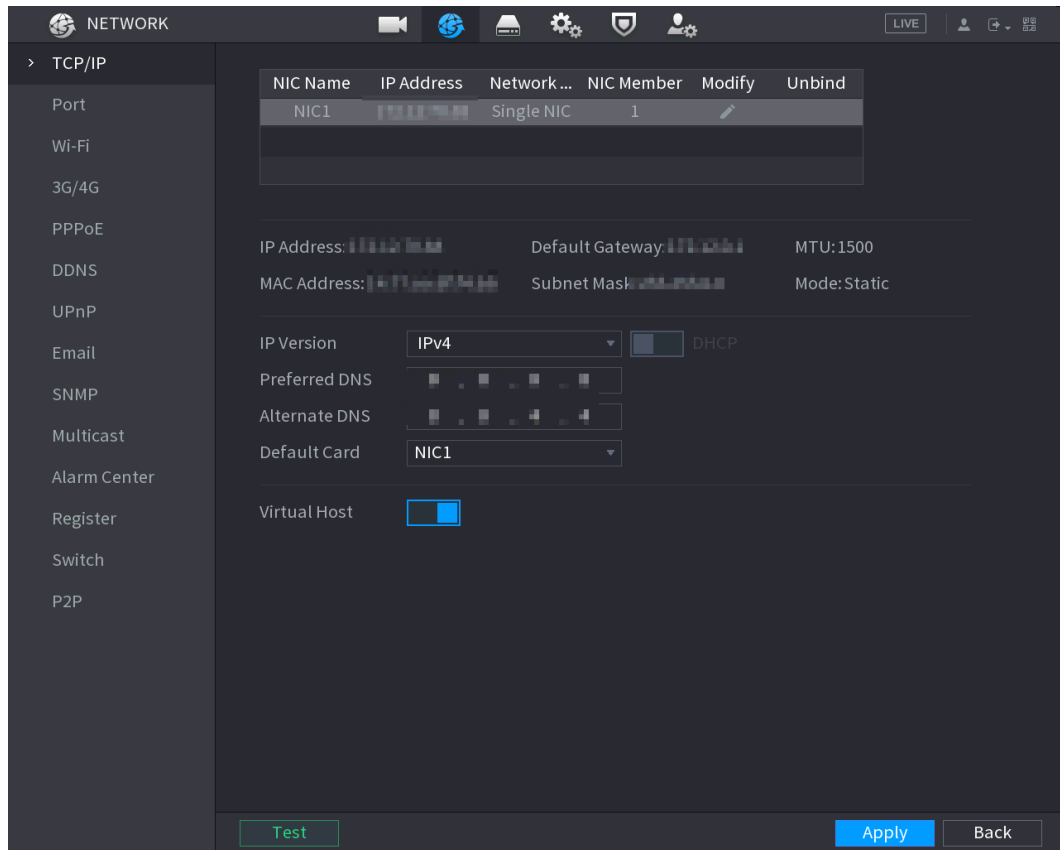 NETWORK
LIVE
TCP/IP
Port
Wi-Fi
3G/4G
PPPoE
DDNS
UPnP
Email
SNMP
Multicast
Alarm Center
Register
Switch
P2P
NIC Name IP Address Network ... NIC Member Modify Unbind
NIC1 Single NIC 1
IP Address: Default Gateway: MTU:1500
MAC Address: Subnet Mask Mode:Static
IP Version IPv4 DHCP
Preferred DNS
Alternate DNS
Default Card NIC1
Virtual Host
Test Apply Back